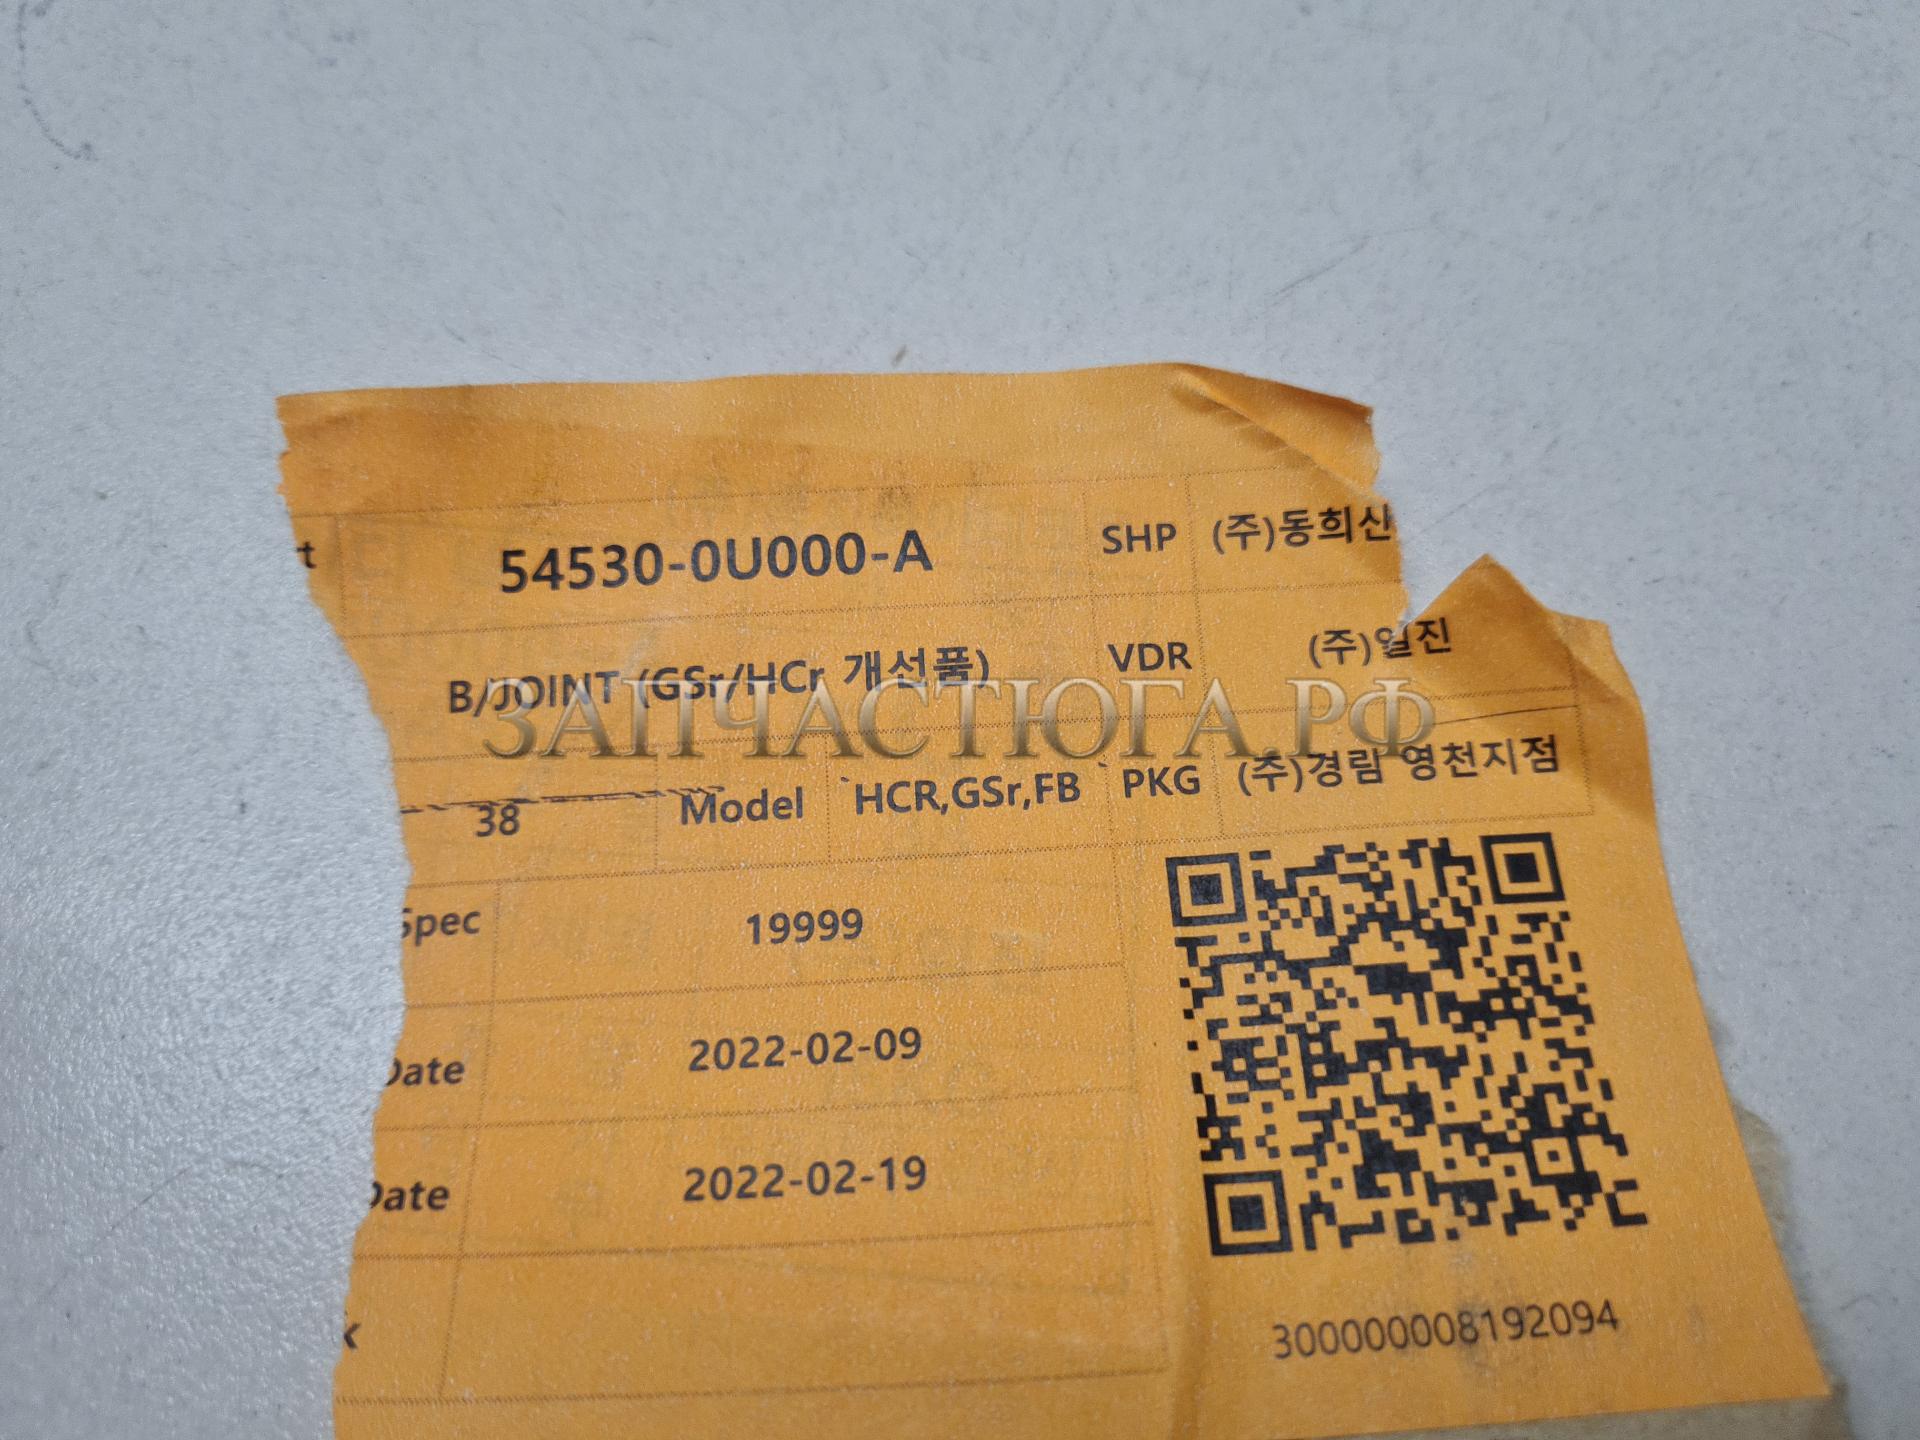 rt 54530-0U000-A SHP (주)동희산
B/JOINT (GSr/HCr 개선품) VDR (주)일진
38 Model `HCR,GSr,FB` PKG (주)경림 영천지점
Spec 19999
Date 2022-02-09
Date 2022-02-19
k
300000008192094
ЗАПЧАСТЮГА.РФ